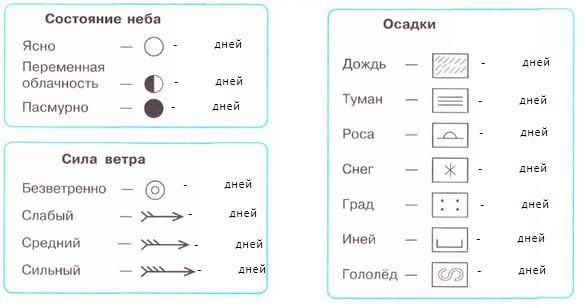 Состояние неба
Ясно — - дней
Переменная
облачность — - дней
Пасмурно — - дней
Сила ветра
Безветренно — - дней
Слабый — - дней
Средний — - дней
Сильный — - дней
Осадки
Дождь — - дней
Туман — - дней
Роса — - дней
Снег — - дней
Град — - дней
Иней — - дней
Гололёд — - дней